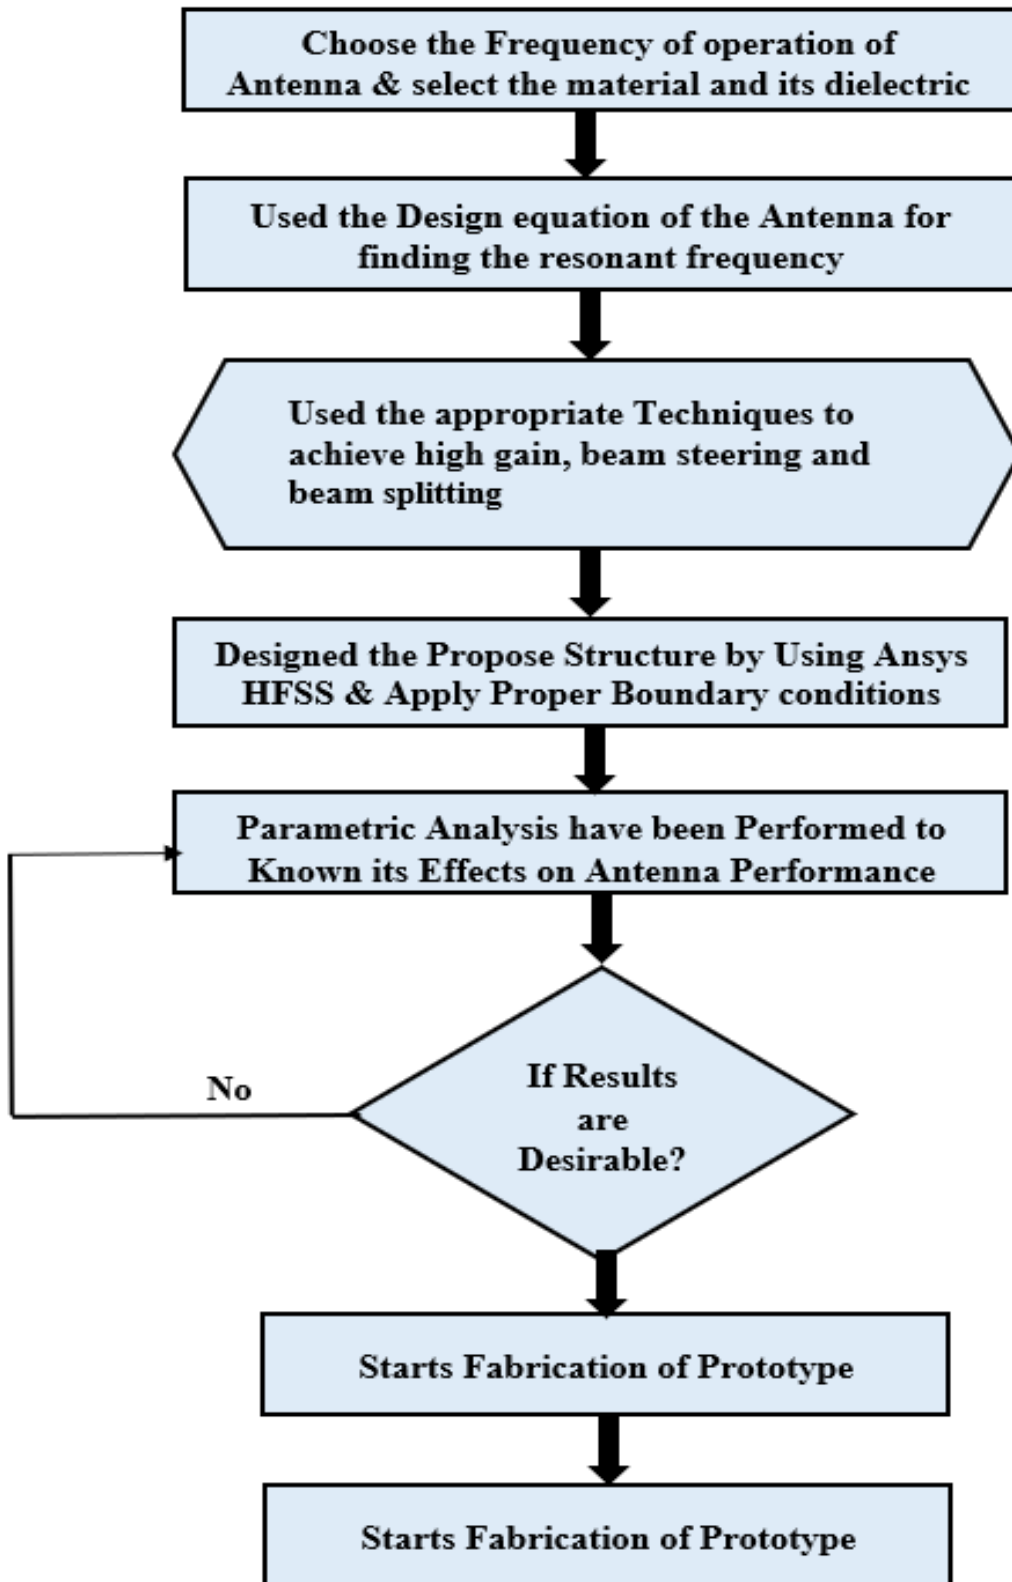 Choose the Frequency of operation of
Antenna & select the material and its dielectric
Used the Design equation of the Antenna for
finding the resonant frequency
Used the appropriate Techniques to
achieve high gain, beam steering and
beam splitting
Designed the Propose Structure by Using Ansys
HFSS & Apply Proper Boundary conditions
Parametric Analysis have been Performed to
Known its Effects on Antenna Performance
If Results
are
Desirable?
No
Starts Fabrication of Prototype
Starts Fabrication of Prototype